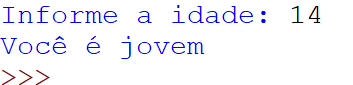 Informe a idade: 14
Você é jovem
>>>